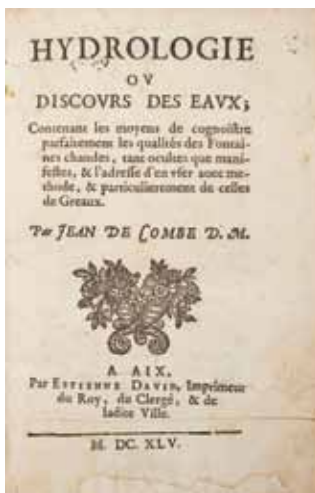 HYDROLOGIE
OV
DISCOVRS DES EAVX;
Contenant les moyens de cognoiſtre
parfaitement les qualités des Fontai-
nes chaudes, tant ocultes que mani-
feſtes, & l'adreſſe d'en vſer auec me-
thode, & particulierement de celles
de Greaux.
Par JEAN DE COMBE D. M.
A AIX,
Par ESTIENNE DAVID, Imprimeur
du Roy, du Clergé, & de
ladite Ville.
M. DC. XLV.